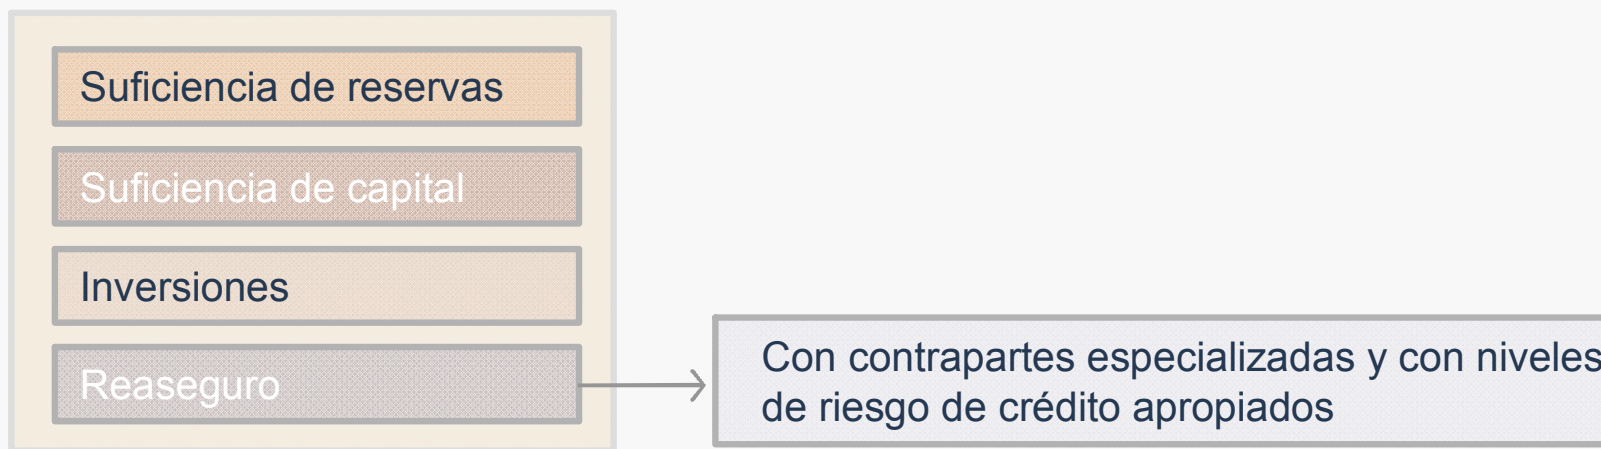 Suficiencia de reservas
Suficiencia de capital
Inversiones
Reaseguro
Con contrapartes especializadas y con niveles
de riesgo de crédito apropiados